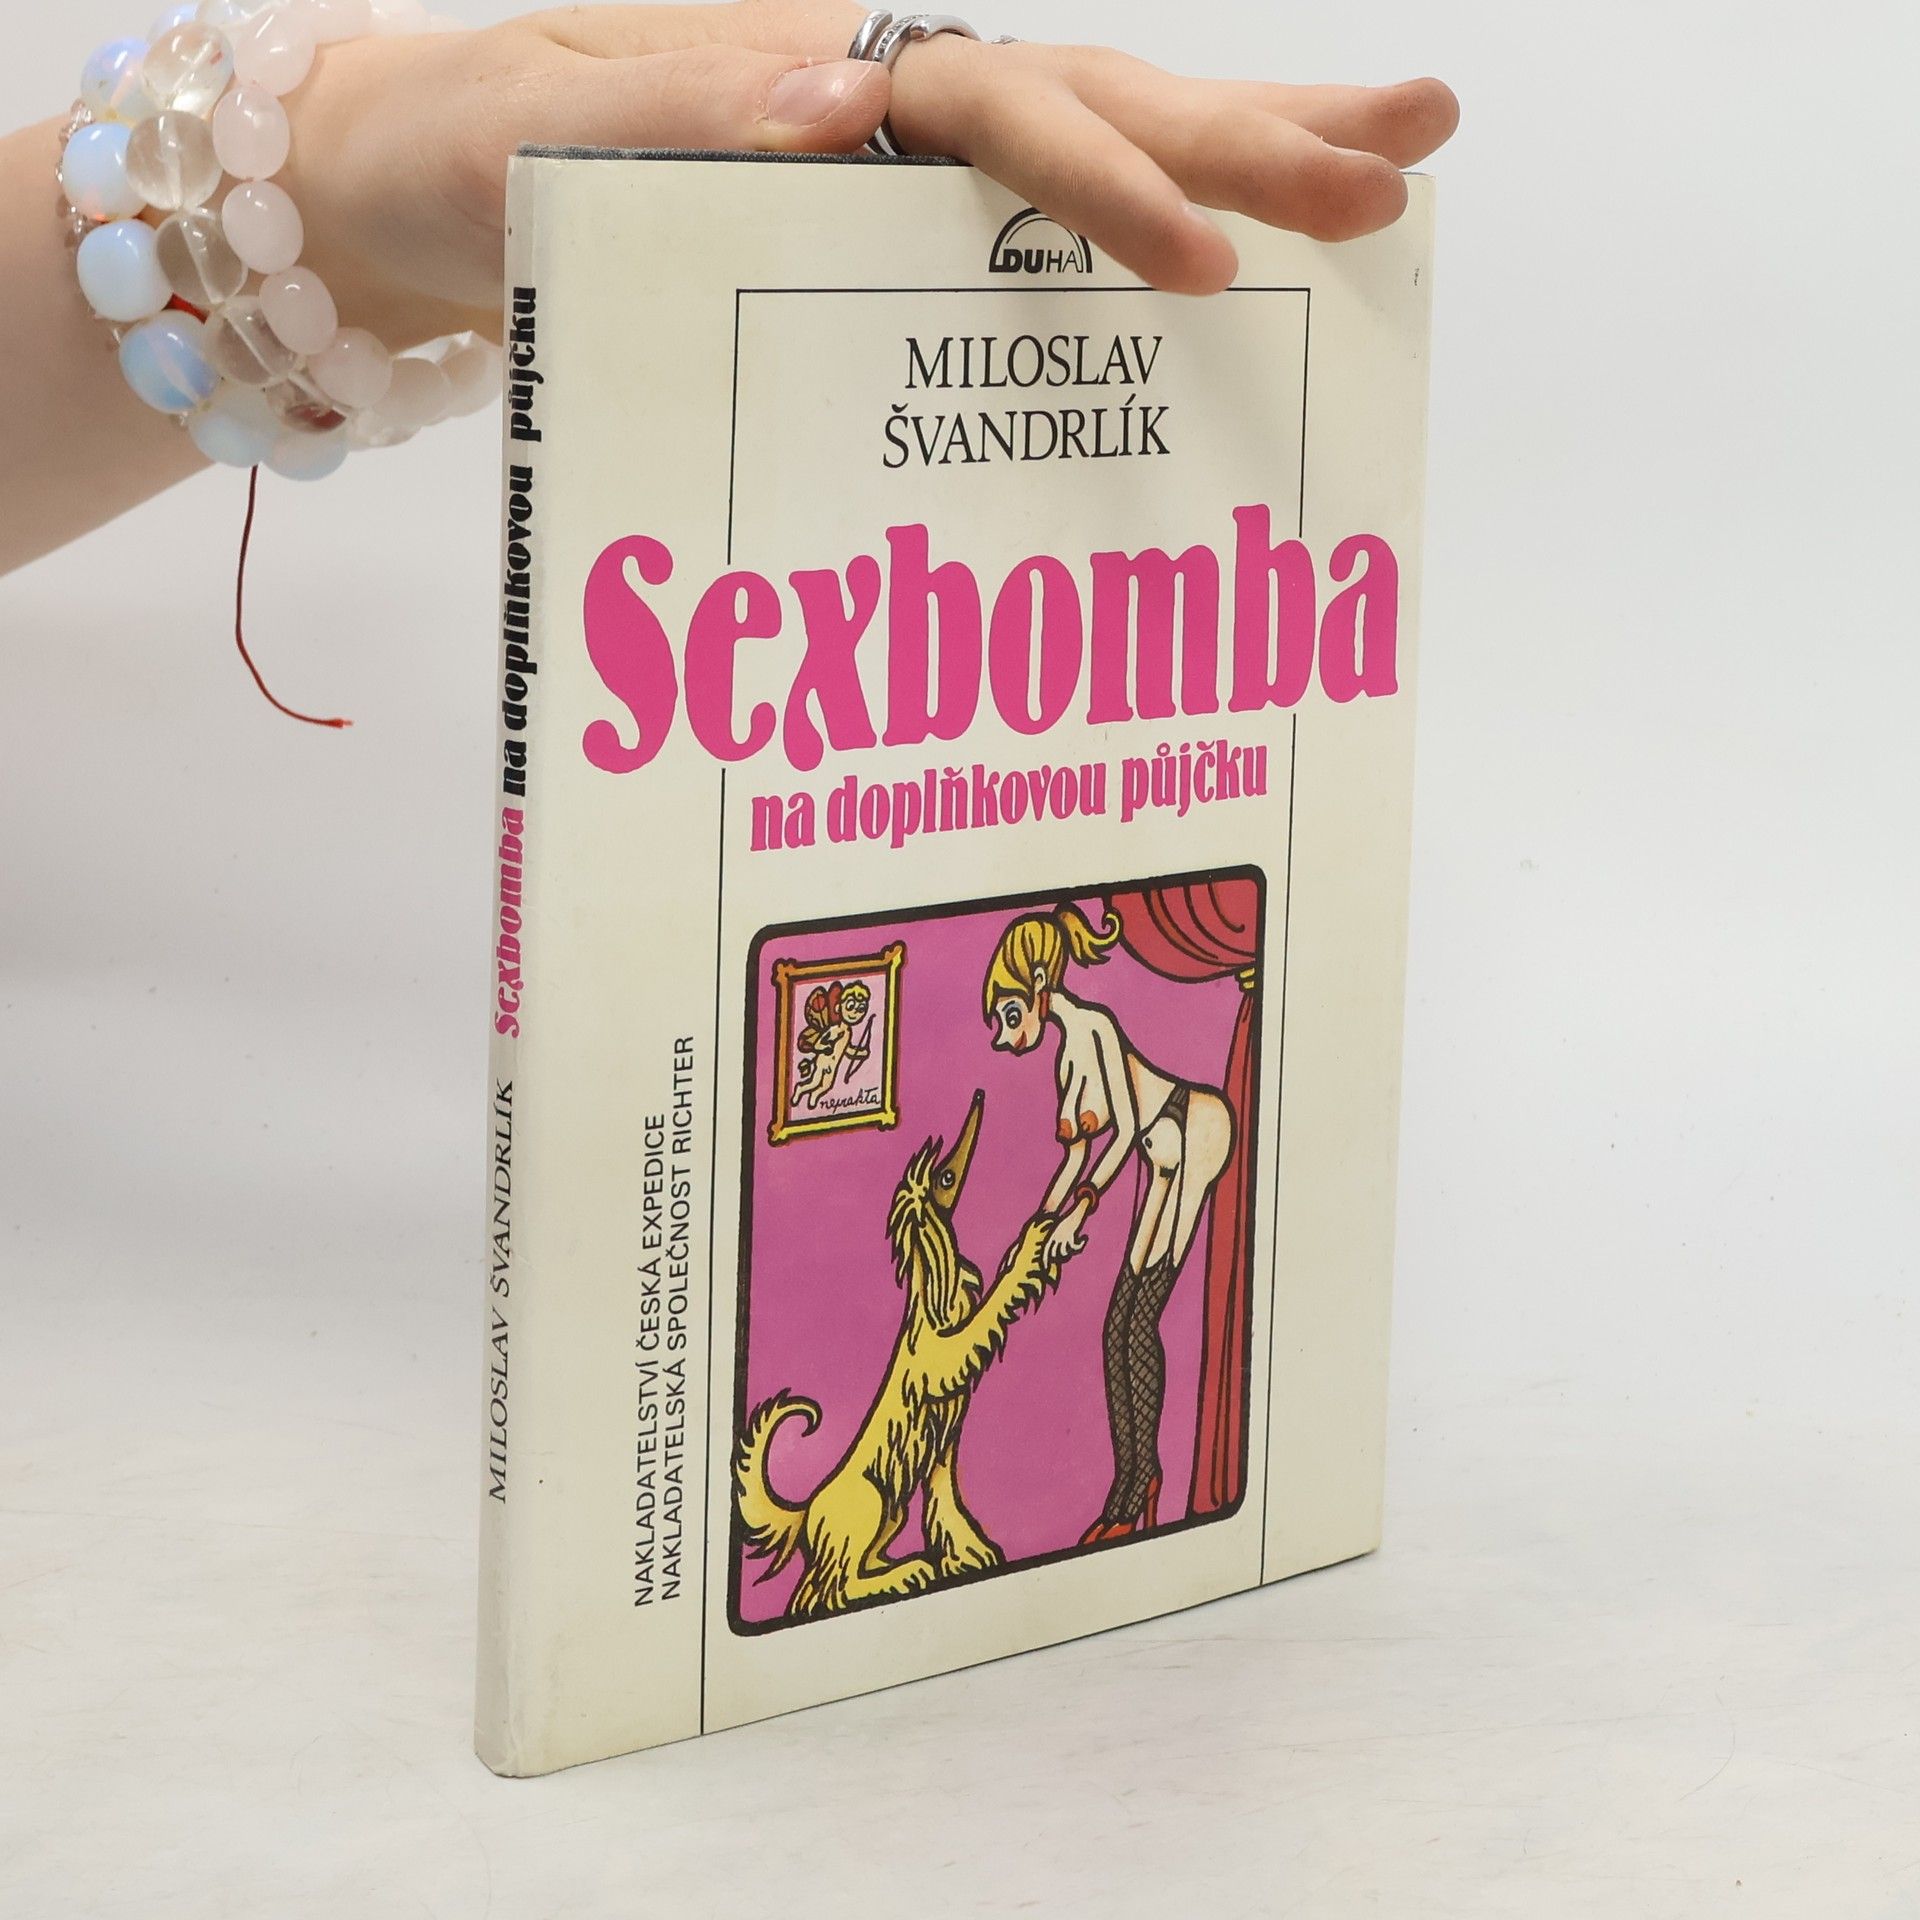 DUHA
MILOSLAV
ŠVANDRLÍK
Sexbomba
na doplňkovou půjčku
neprakta
NAKLADATELSTVÍ ČESKÁ EXPEDICE
NAKLADATELSKÁ SPOLEČNOST RICHTER
MILOSLAV ŠVANDRLÍK Sexbomba na doplňkovou půjčku